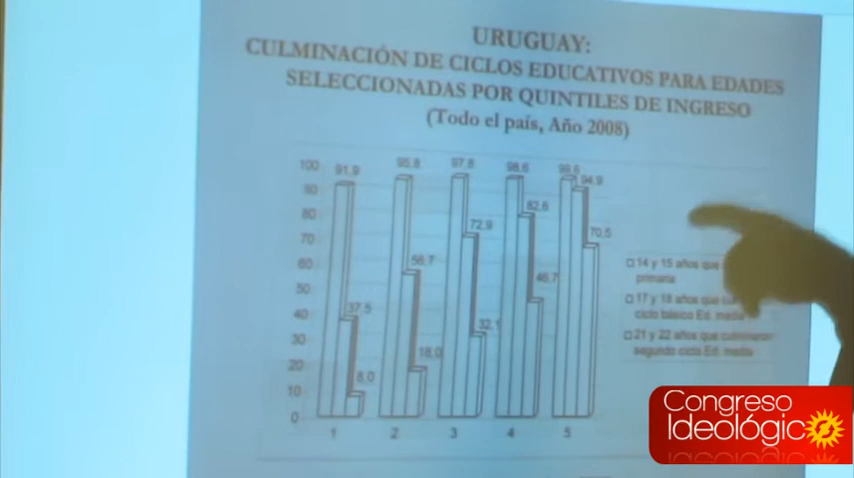 URUGUAY:
CULMINACIÓN DE CICLOS EDUCATIVOS PARA EDADES
SELECCIONADAS POR QUINTILES DE INGRESO
(Todo el país, Año 2008)
100
90
80
70
60
50
40
30
20
10
0
91,9
37,5
8,0
95,8
56,7
18,0
97,8
72,9
32,1
98,6
82,6
46,7
99,6
94,9
70,5
1 2 3 4 5
14 y 15 años que
primaria
17 y 18 años que
ciclo básico Ed. media
21 y 22 años que culminaron
segundo ciclo Ed. media
Congreso
Ideológico